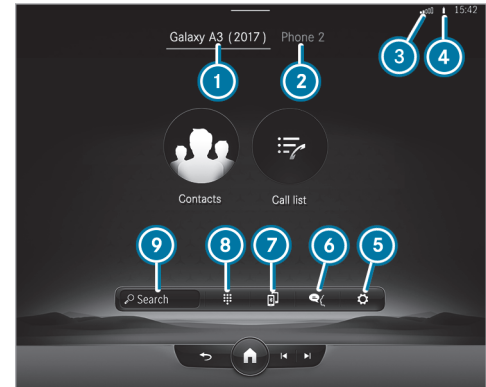 15:42
Galaxy A3 (2017) Phone 2
3 4
1 2
Contacts Call list
9 8 7 6 5
Search